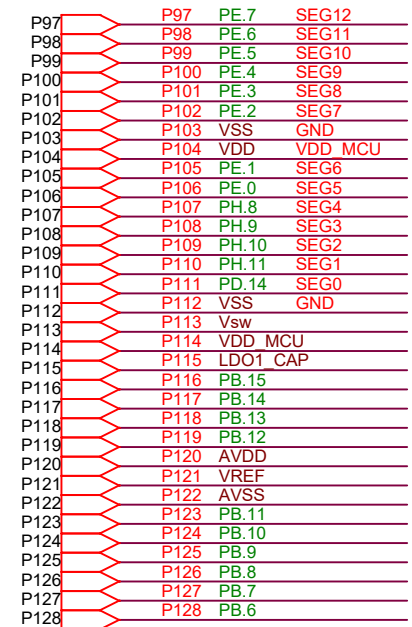 P97 P97 PE.7 SEG12
P98 P98 PE.6 SEG11
P99 P99 PE.5 SEG10
P100 P100 PE.4 SEG9
P101 P101 PE.3 SEG8
P102 P102 PE.2 SEG7
P103 P103 VSS GND
P104 P104 VDD VDD_MCU
P105 P105 PE.1 SEG6
P106 P106 PE.0 SEG5
P107 P107 PH.8 SEG4
P108 P108 PH.9 SEG3
P109 P109 PH.10 SEG2
P110 P110 PH.11 SEG1
P111 P111 PD.14 SEG0
P112 P112 VSS GND
P113 P113 Vsw
P114 P114 VDD_MCU
P115 P115 LDO1_CAP
P116 P116 PB.15
P117 P117 PB.14
P118 P118 PB.13
P119 P119 PB.12
P120 P120 AVDD
P121 P121 VREF
P122 P122 AVSS
P123 P123 PB.11
P124 P124 PB.10
P125 P125 PB.9
P126 P126 PB.8
P127 P127 PB.7
P128 P128 PB.6